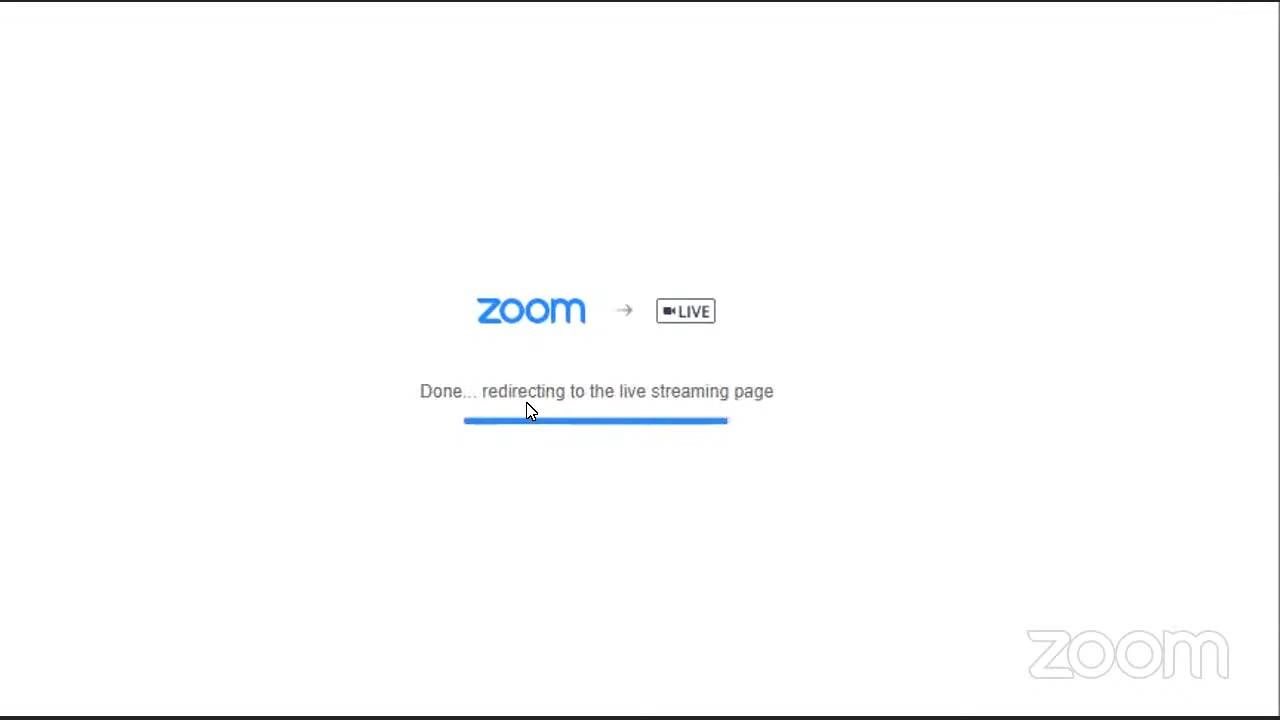 zoom → LIVE
Done... redirecting to the live streaming page
zoom